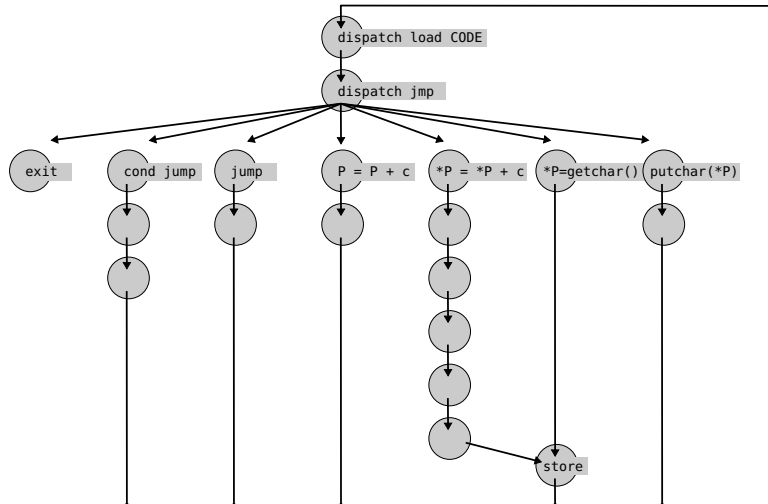 dispatch load CODE
dispatch jmp
exit
cond jump
jump
P = P + c
*P = *P + c
*P=getchar()
putchar(*P)
store